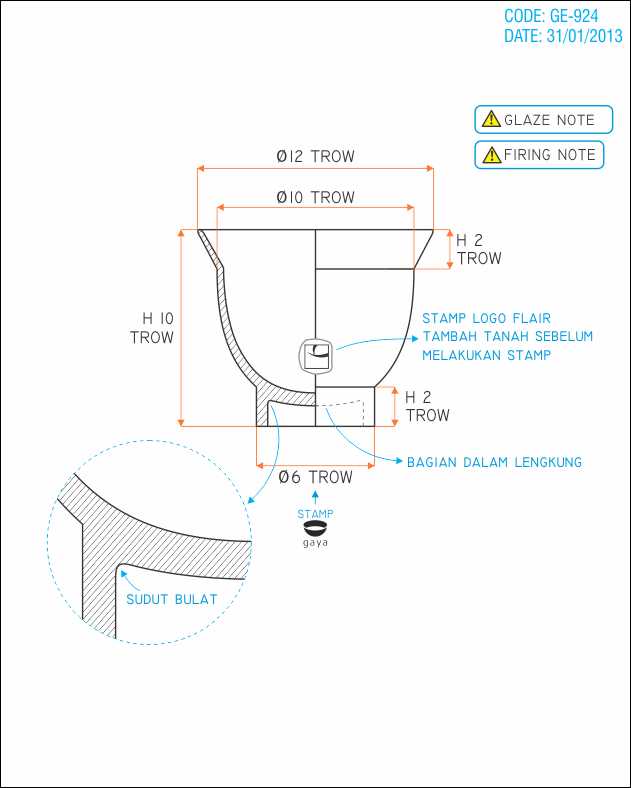 CODE: GE-924
DATE: 31/01/2013
GLAZE NOTE
FIRING NOTE
Ø12 TROW
Ø10 TROW
H 2
TROW
H 10
TROW
STAMP LOGO FLAIR
TAMBAH TANAH SEBELUM
MELAKUKAN STAMP
H 2
TROW
BAGIAN DALAM LENGKUNG
Ø6 TROW
STAMP
gaya
SUDUT BULAT